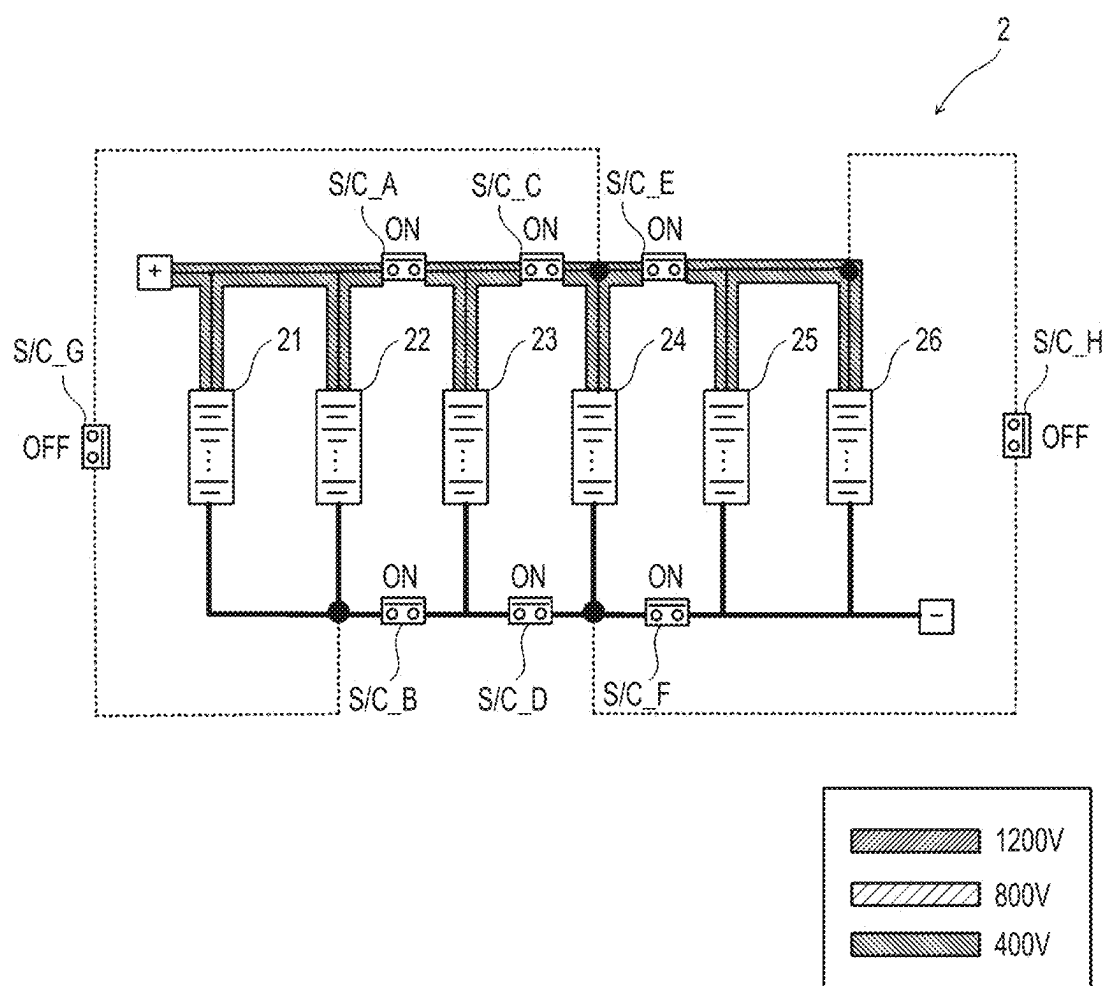 2
S/C_A
S/C_C
S/C_E
ON
ON
ON
+
21
22
23
24
25
26
S/C_G
S/C_H
OFF
OFF
ON
ON
ON
−
S/C_B
S/C_D
S/C_F
1200V
800V
400V